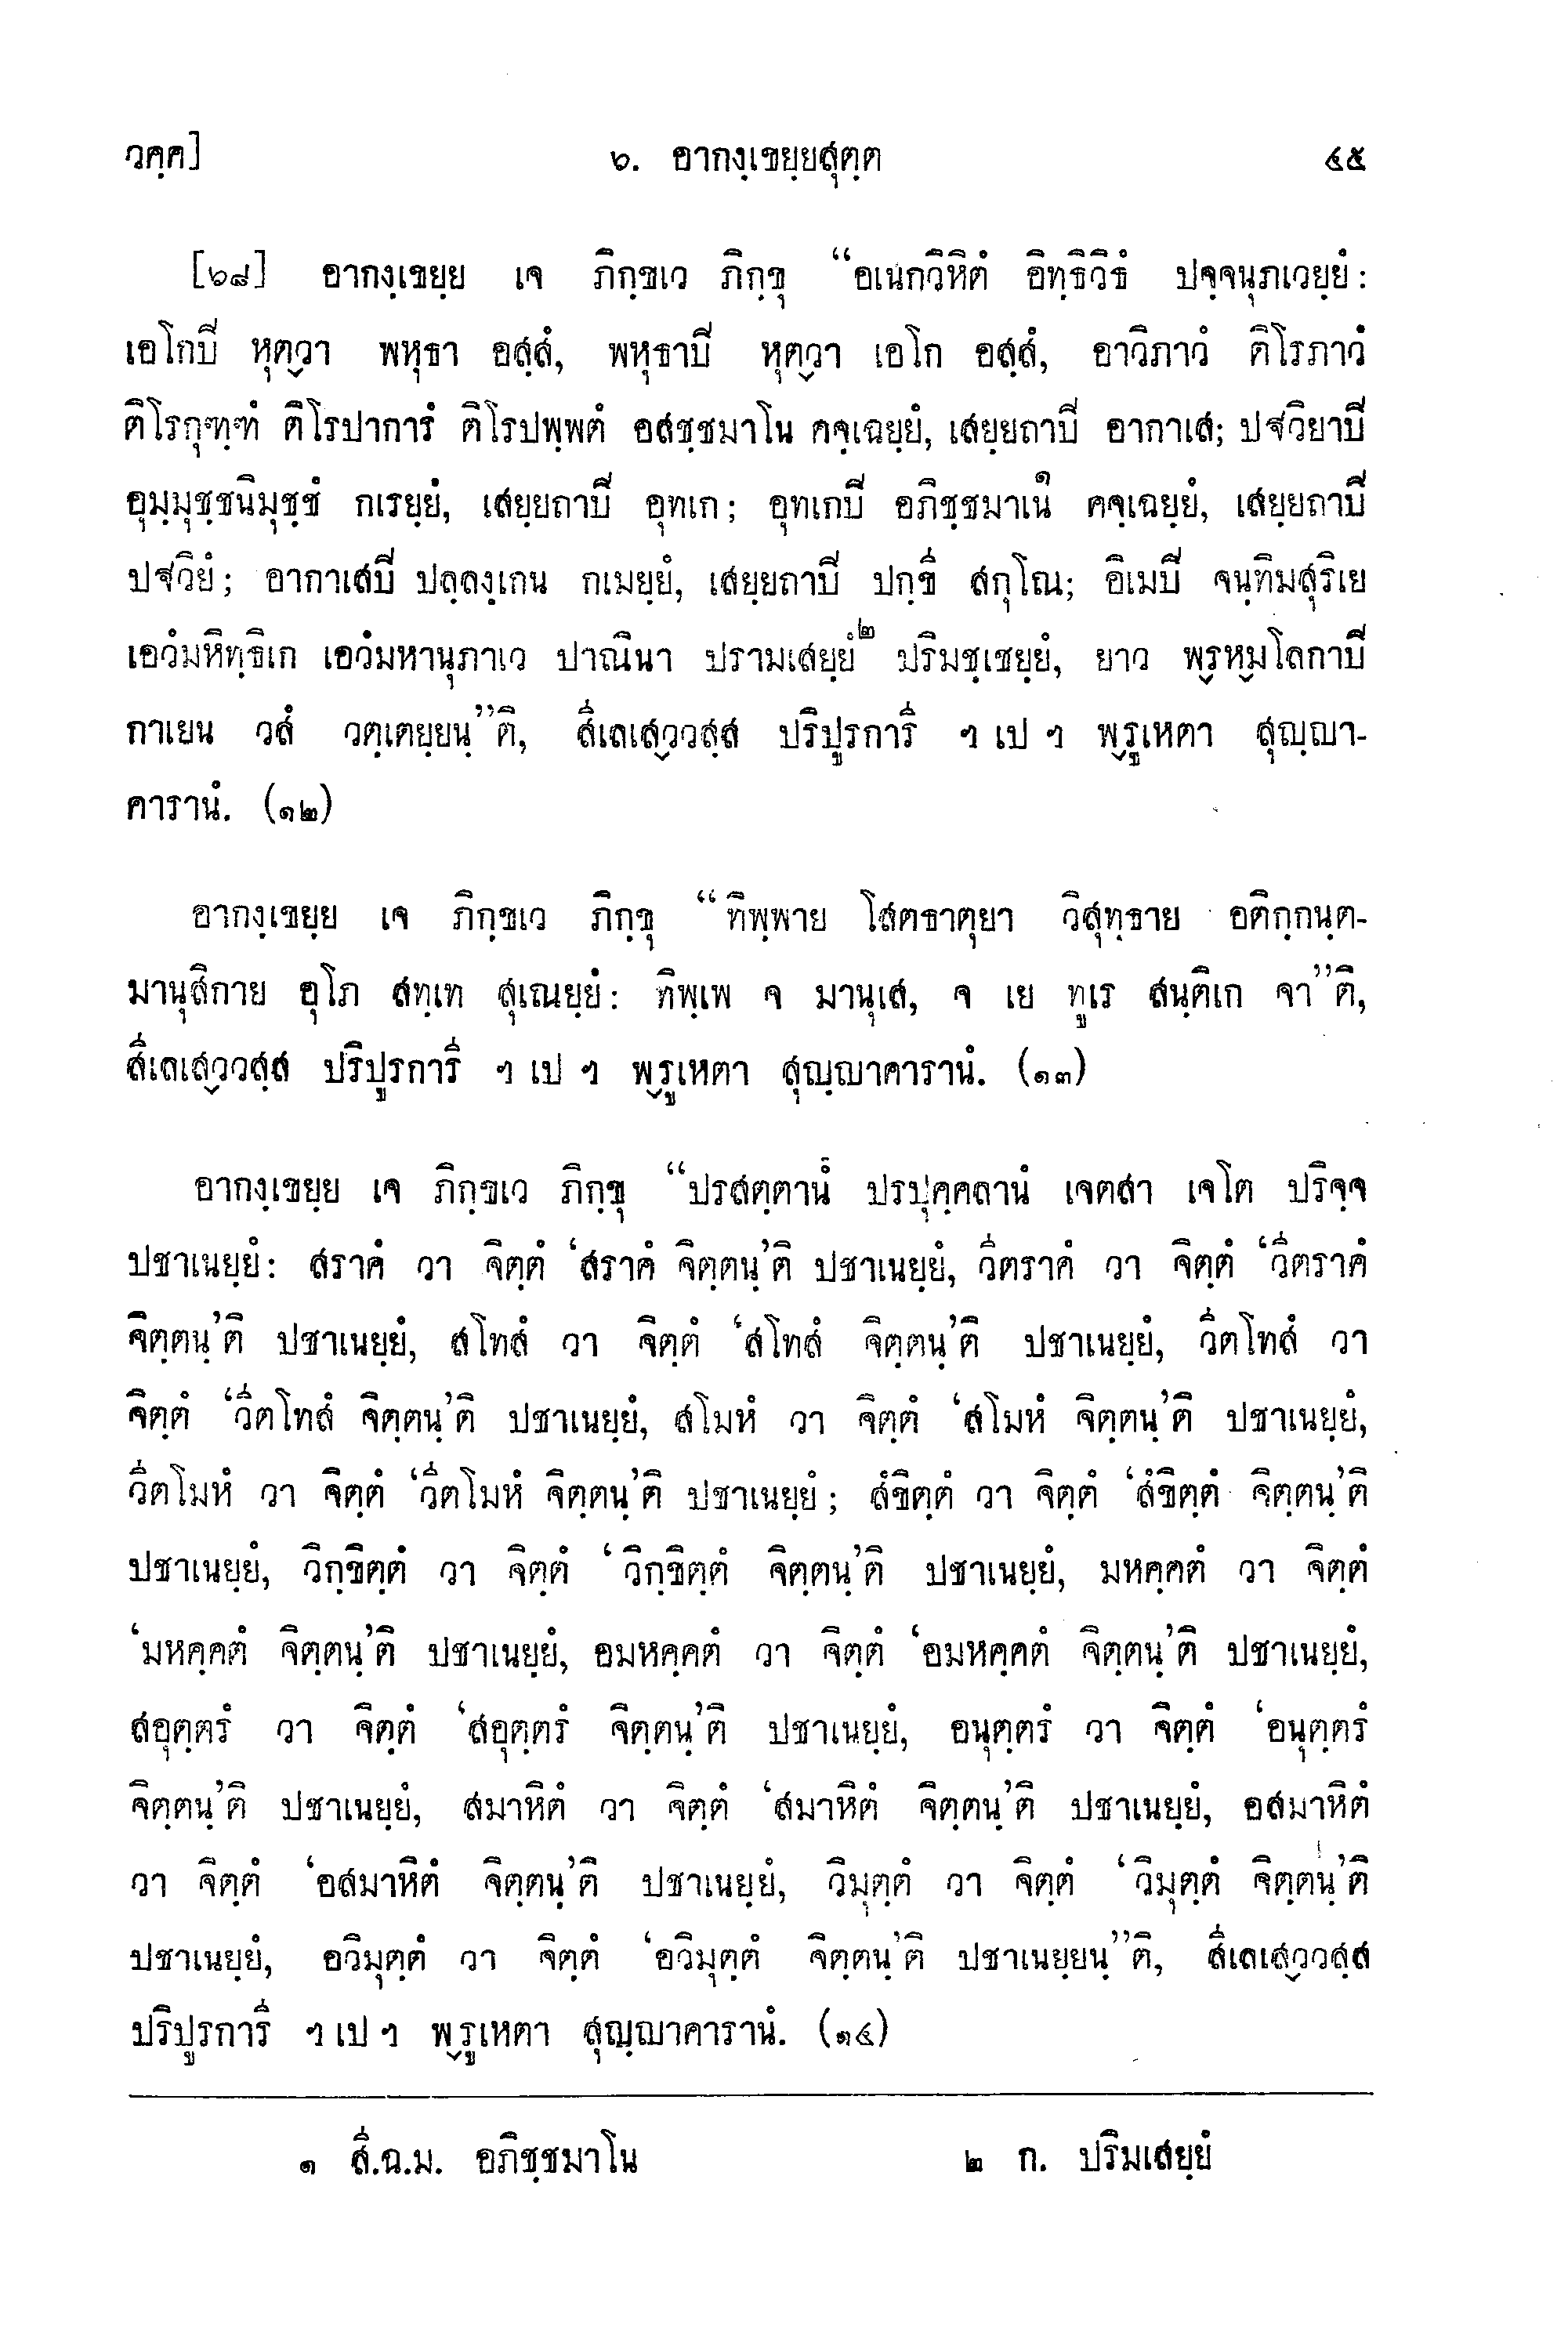 วคฺค] ๖. อากงฺเขยฺยสุตฺต ๔๕
[๖๘] อากงฺเขยฺย เจ ภิกฺขเว ภิกฺขุ “อเนกวิหิตํ อิทฺธิวิธํ ปจฺจนุภเวยฺยํ:
เอโกปิ หุตฺวา พหุธา อสฺสํ, พหุธาปิ หุตฺวา เอโก อสฺสํ, อาวิภาวํ ติโรภาวํ
ติโรกุฑฺฑํ ติโรปาการํ ติโรปพฺพตํ อสชฺชมาโน คจฺเฉยฺยํ, เสยฺยถาปิ อากาเส; ปฐวิยาปิ
อุมฺมุชฺชนิมุชฺชํ กเรยฺยํ, เสยฺยถาปิ อุทเก; อุทเกปิ อภิชฺชมาเน๑ คจฺเฉยฺยํ, เสยฺยถาปิ
ปฐวิยํ; อากาเสปิ ปลฺลงฺเกน กเมยฺยํ, เสยฺยถาปิ ปกฺขี สกุโณ; อิเมปิ จนฺทิมสุริเย
เอวํมหิทฺธิเก เอวํมหานุภาเว ปาณินา ปรามเสยฺยํ๒ ปริมชฺเชยฺยํ, ยาว พฺรหฺมโลกาปิ
กาเยน วสํ วตฺเตยฺยนฺ”ติ, สีเลเสฺววสฺส ปริปูรการี ฯ เป ฯ พฺรูเหตา สุญฺญา-
คารานํ. (๑๒)
อากงฺเขยฺย เจ ภิกฺขเว ภิกฺขุ “ทิพฺพาย โสตธาตุยา วิสุทฺธาย อติกฺกนฺต-
มานุสิกาย อุโภ สทฺเท สุเณยฺยํ: ทิพฺเพ จ มานุเส, จ เย ทูเร สนฺติเก จา”ติ,
สีเลเสฺววสฺส ปริปูรการี ฯ เป ฯ พฺรูเหตา สุญฺญาคารานํ. (๑๓)
อากงฺเขยฺย เจ ภิกฺขเว ภิกฺขุ “ปรสตฺตานํ ปรปุคฺคลานํ เจตสา เจโต ปริจฺจ
ปชาเนยฺยํ: สราคํ วา จิตฺตํ ‘สราคํ จิตฺตนฺ’ติ ปชาเนยฺยํ, วีตราคํ วา จิตฺตํ ‘วีตราคํ
จิตฺตนฺ’ติ ปชาเนยฺยํ, สโทสํ วา จิตฺตํ ‘สโทสํ จิตฺตนฺ’ติ ปชาเนยฺยํ, วีตโทสํ วา
จิตฺตํ ‘วีตโทสํ จิตฺตนฺ’ติ ปชาเนยฺยํ, สโมหํ วา จิตฺตํ ‘สโมหํ จิตฺตนฺ’ติ ปชาเนยฺยํ,
วีตโมหํ วา จิตฺตํ ‘วีตโมหํ จิตฺตนฺ’ติ ปชาเนยฺยํ; สํขิตฺตํ วา จิตฺตํ ‘สํขิตฺตํ จิตฺตนฺ’ติ
ปชาเนยฺยํ, วิกฺขิตฺตํ วา จิตฺตํ ‘วิกฺขิตฺตํ จิตฺตนฺ’ติ ปชาเนยฺยํ, มหคฺคตํ วา จิตฺตํ
‘มหคฺคตํ จิตฺตนฺ’ติ ปชาเนยฺยํ, อมหคฺคตํ วา จิตฺตํ ‘อมหคฺคตํ จิตฺตนฺ’ติ ปชาเนยฺยํ,
สอุตฺตรํ วา จิตฺตํ ‘สอุตฺตรํ จิตฺตนฺ’ติ ปชาเนยฺยํ, อนุตฺตรํ วา จิตฺตํ ‘อนุตฺตรํ
จิตฺตนฺ’ติ ปชาเนยฺยํ, สมาหิตํ วา จิตฺตํ ‘สมาหิตํ จิตฺตนฺ’ติ ปชาเนยฺยํ, อสมาหิตํ
วา จิตฺตํ ‘อสมาหิตํ จิตฺตนฺ’ติ ปชาเนยฺยํ, วิมุตฺตํ วา จิตฺตํ ‘วิมุตฺตํ จิตฺตนฺ’ติ
ปชาเนยฺยํ, อวิมุตฺตํ วา จิตฺตํ ‘อวิมุตฺตํ จิตฺตนฺ’ติ ปชาเนยฺยนฺ”ติ, สีเลเสฺววสฺส
ปริปูรการี ฯ เป ฯ พฺรูเหตา สุญฺญาคารานํ. (๑๔)
๑ สี.ฉ.ม. อภิชฺชมาโน ๒ ก. ปริมเสยฺยํ